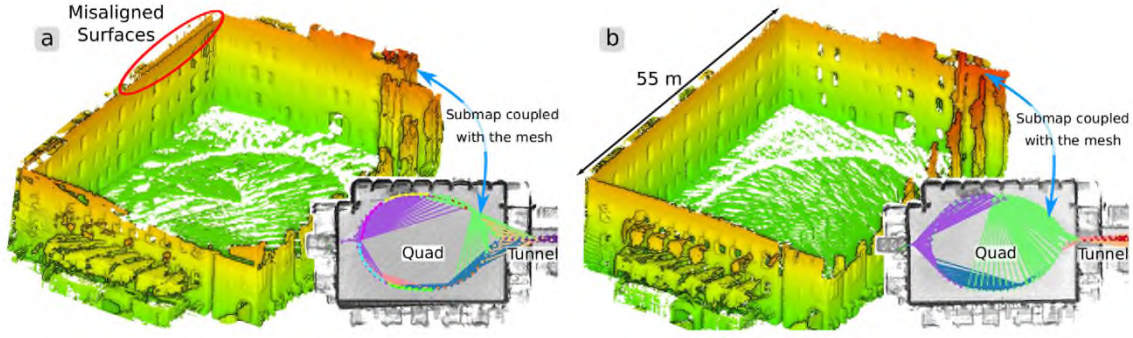 Misaligned
Surfaces
a
Submap coupled
with the mesh
Quad
Tunnel
b
55 m
Submap coupled
with the mesh
Quad
Tunnel